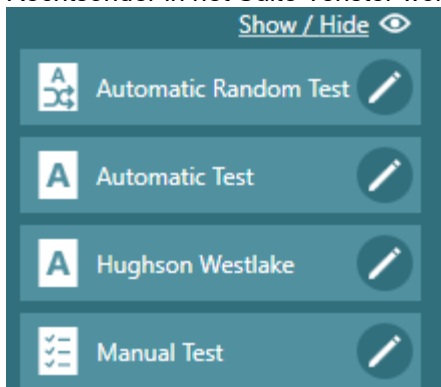 Show / Hide
A
Automatic Random Test
A
Automatic Test
A
Hughson Westlake
Manual Test